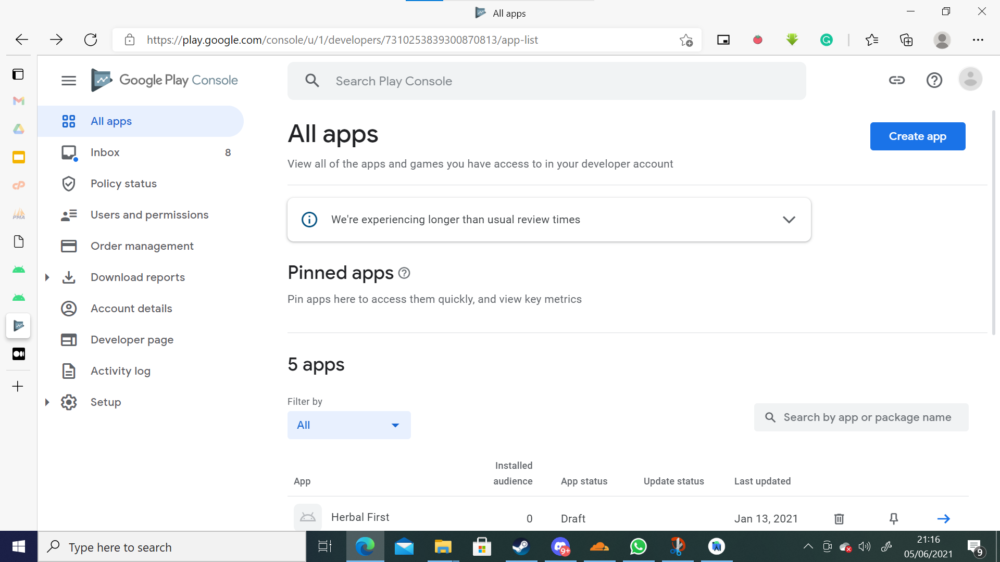 All apps
https://play.google.com/console/u/1/developers/7310253839300870813/app-list
Google Play Console
Search Play Console
All apps
Inbox 8
Policy status
Users and permissions
Order management
Download reports
Account details
Developer page
Activity log
Setup
All apps
Create app
View all of the apps and games you have access to in your developer account
We're experiencing longer than usual review times
Pinned apps
Pin apps here to access them quickly, and view key metrics
5 apps
Filter by
All
Search by app or package name
App Installed audience App status Update status Last updated
Herbal First 0 Draft Jan 13, 2021
PMA
Type here to search
9+
21:16
05/06/2021
9